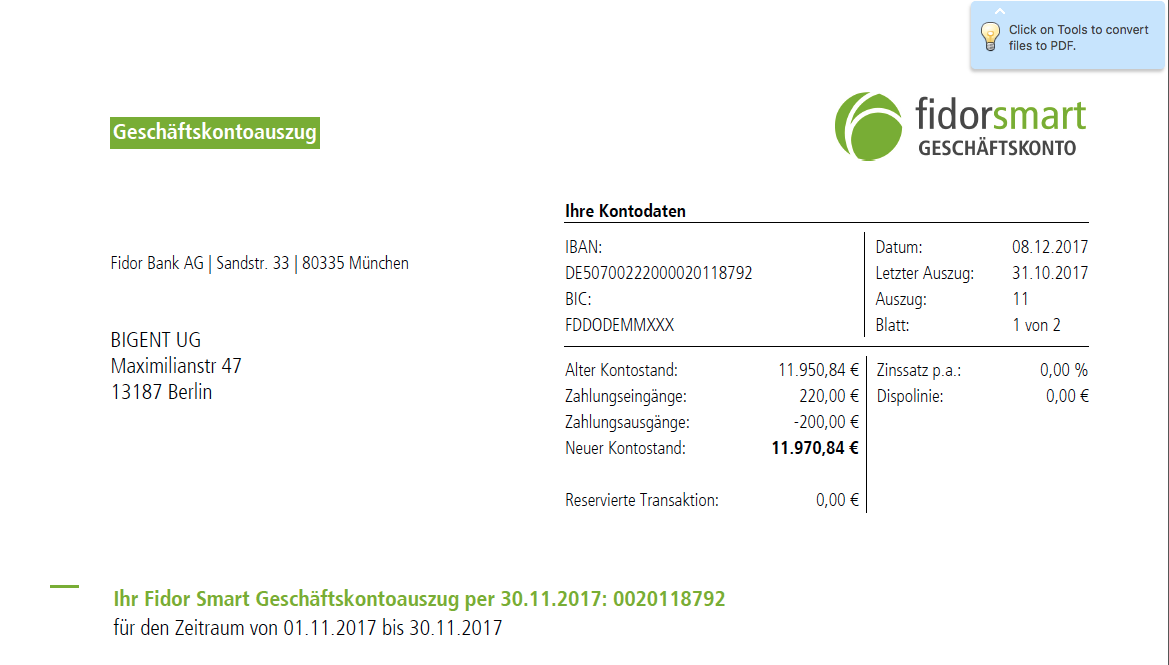 Click on Tools to convert
files to PDF.
fidorsmart
GESCHÄFTSKONTO
Geschäftskontoauszug
Ihre Kontodaten
Fidor Bank AG | Sandstr. 33 | 80335 München
BIGENT UG
Maximilianstr 47
13187 Berlin
IBAN:
DE50700222000020118792
BIC:
FDDODEMMXXX
Datum: 08.12.2017
Letzter Auszug: 31.10.2017
Auszug: 11
Blatt: 1 von 2
Alter Kontostand: 11.950,84 €
Zahlungseingänge: 220,00 €
Zahlungsausgänge: -200,00 €
Neuer Kontostand: 11.970,84 €
Reservierte Transaktion: 0,00 €
Zinssatz p.a.: 0,00 %
Dispolinie: 0,00 €
Ihr Fidor Smart Geschäftskontoauszug per 30.11.2017: 0020118792
für den Zeitraum von 01.11.2017 bis 30.11.2017